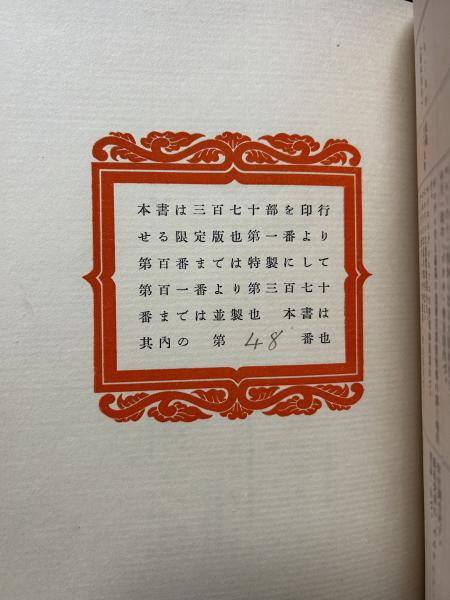 本書は三百七十部を印行
せる限定版也第一番より
第百番までは特製にして
第百一番より第三百七十
番までは並製也 本書は
其內の 第 48 番也